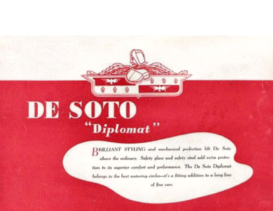 DE SOTO
"Diplomat"
BRILLIANT STYLING and mechanical perfection lift De Soto
above the ordinary. Safety glass and safety steel add extra protec-
tion to its superior comfort and performance. The De Soto Diplomat
belongs to the best motoring circles—it's a fitting addition to a long line
of fine cars.